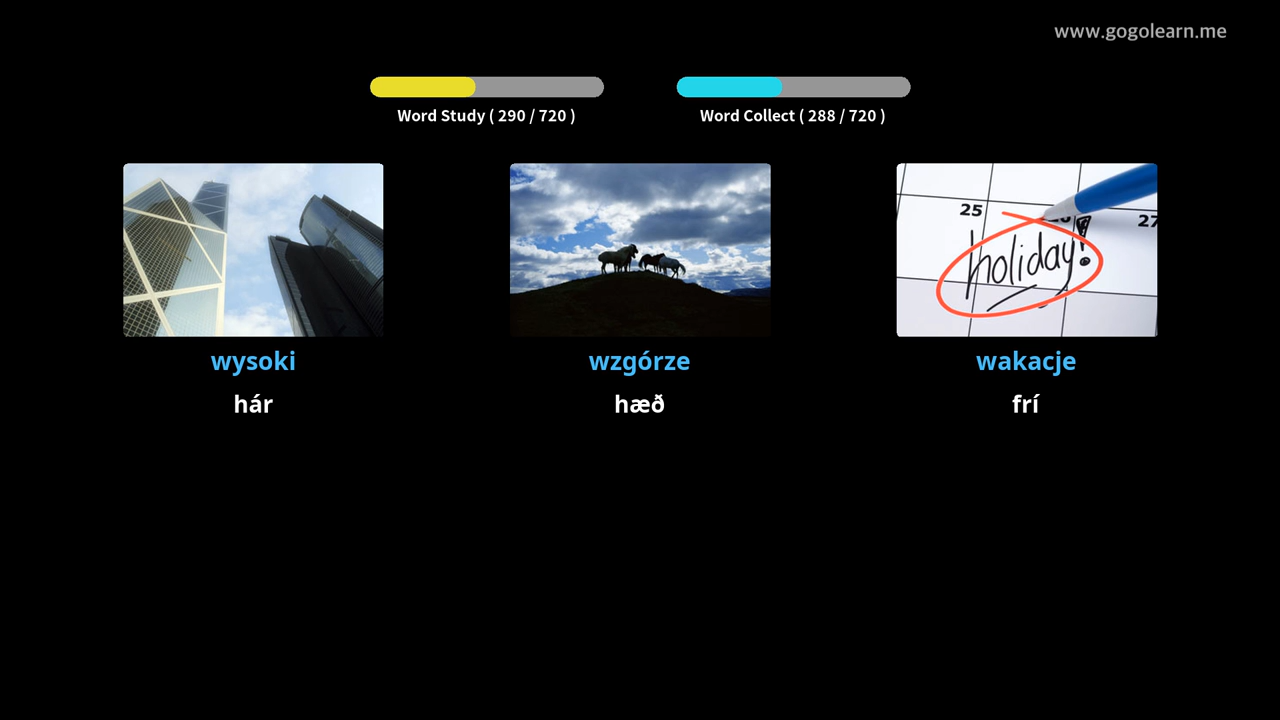 www.gogolearn.me
Word Study ( 290 / 720 )
Word Collect ( 288 / 720 )
25
27
holiday!
wysoki
wzgórze
wakacje
hár
hæð
frí